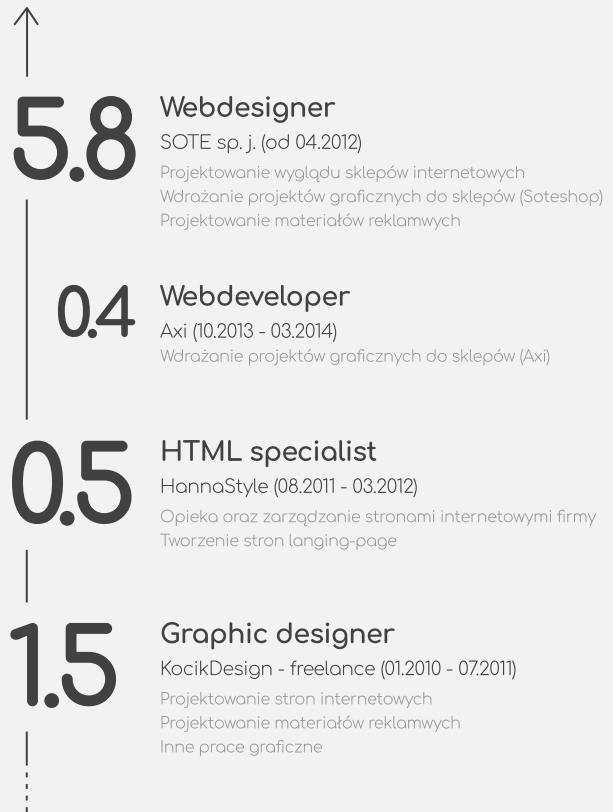 5.8
Webdesigner
SOTE sp. j. (od 04.2012)
Projektowanie wyglądu sklepów internetowych
Wdrażanie projektów graficznych do sklepów (Soteshop)
Projektowanie materiałów reklamwych
0.4
Webdeveloper
Axi (10.2013 - 03.2014)
Wdrażanie projektów graficznych do sklepów (Axi)
0.5
HTML specialist
HannaStyle (08.2011 - 03.2012)
Opieka oraz zarządzanie stronami internetowymi firmy
Tworzenie stron langing-page
1.5
Graphic designer
KocikDesign - freelance (01.2010 - 07.2011)
Projektowanie stron internetowych
Projektowanie materiałów reklamwych
Inne prace graficzne